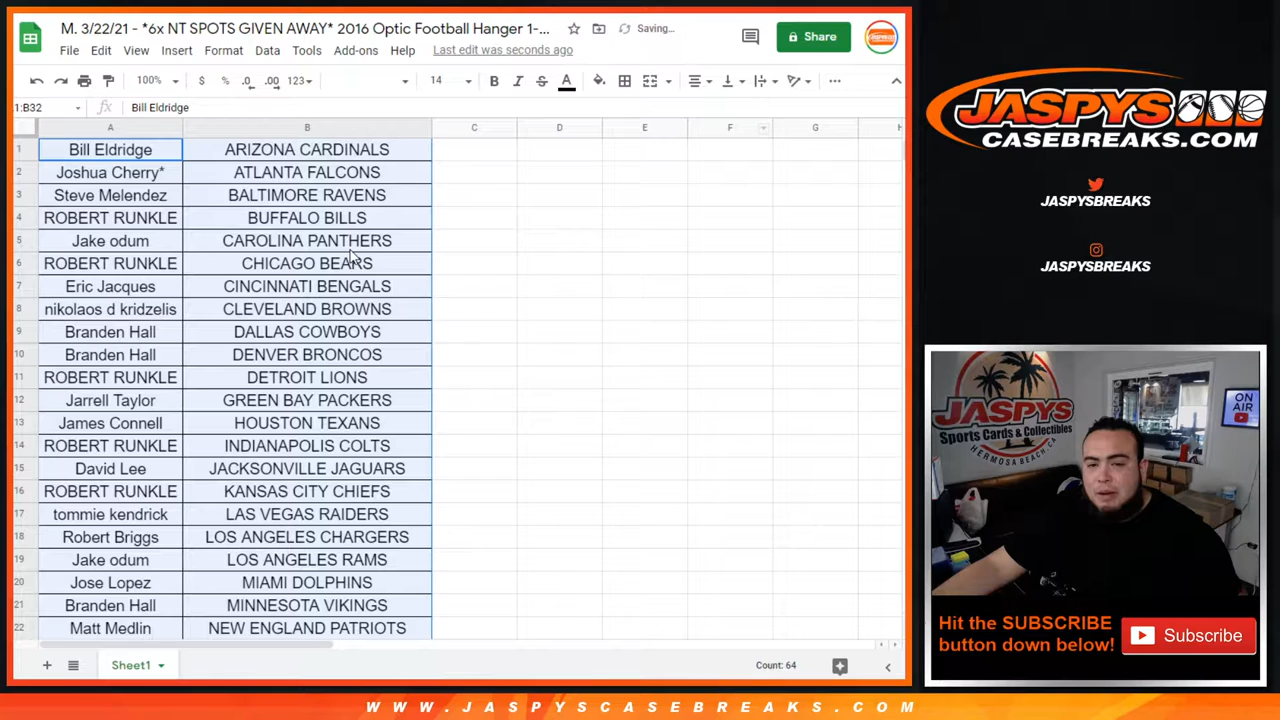 M. 3/22/21 - *6x NT SPOTS GIVEN AWAY* 2016 Optic Football Hanger 1-...
Saving...
Share
File Edit View Insert Format Data Tools Add-ons Help Last edit was seconds ago
100% $ % .0 .00 123 14 B I S A
1:B32 fx Bill Eldridge
A B C D E F G H
1 Bill Eldridge ARIZONA CARDINALS
2 Joshua Cherry* ATLANTA FALCONS
3 Steve Melendez BALTIMORE RAVENS
4 ROBERT RUNKLE BUFFALO BILLS
5 Jake odum CAROLINA PANTHERS
6 ROBERT RUNKLE CHICAGO BEARS
7 Eric Jacques CINCINNATI BENGALS
8 nikolaos d kridzelis CLEVELAND BROWNS
9 Branden Hall DALLAS COWBOYS
10 Branden Hall DENVER BRONCOS
11 ROBERT RUNKLE DETROIT LIONS
12 Jarrell Taylor GREEN BAY PACKERS
13 James Connell HOUSTON TEXANS
14 ROBERT RUNKLE INDIANAPOLIS COLTS
15 David Lee JACKSONVILLE JAGUARS
16 ROBERT RUNKLE KANSAS CITY CHIEFS
17 tommie kendrick LAS VEGAS RAIDERS
18 Robert Briggs LOS ANGELES CHARGERS
19 Jake odum LOS ANGELES RAMS
20 Jose Lopez MIAMI DOLPHINS
21 Branden Hall MINNESOTA VIKINGS
22 Matt Medlin NEW ENGLAND PATRIOTS
Sheet1
Count: 64
JASPYS
CASEBREAKS.COM
JASPYSBREAKS
JASPYSBREAKS
JASPYS
Sports Cards & Collectibles
HERMOSA BEACH, CA
ON
AIR
Hit the SUBSCRIBE
button down below!
Subscribe
WWW.JASPYSCASEBREAKS.COM